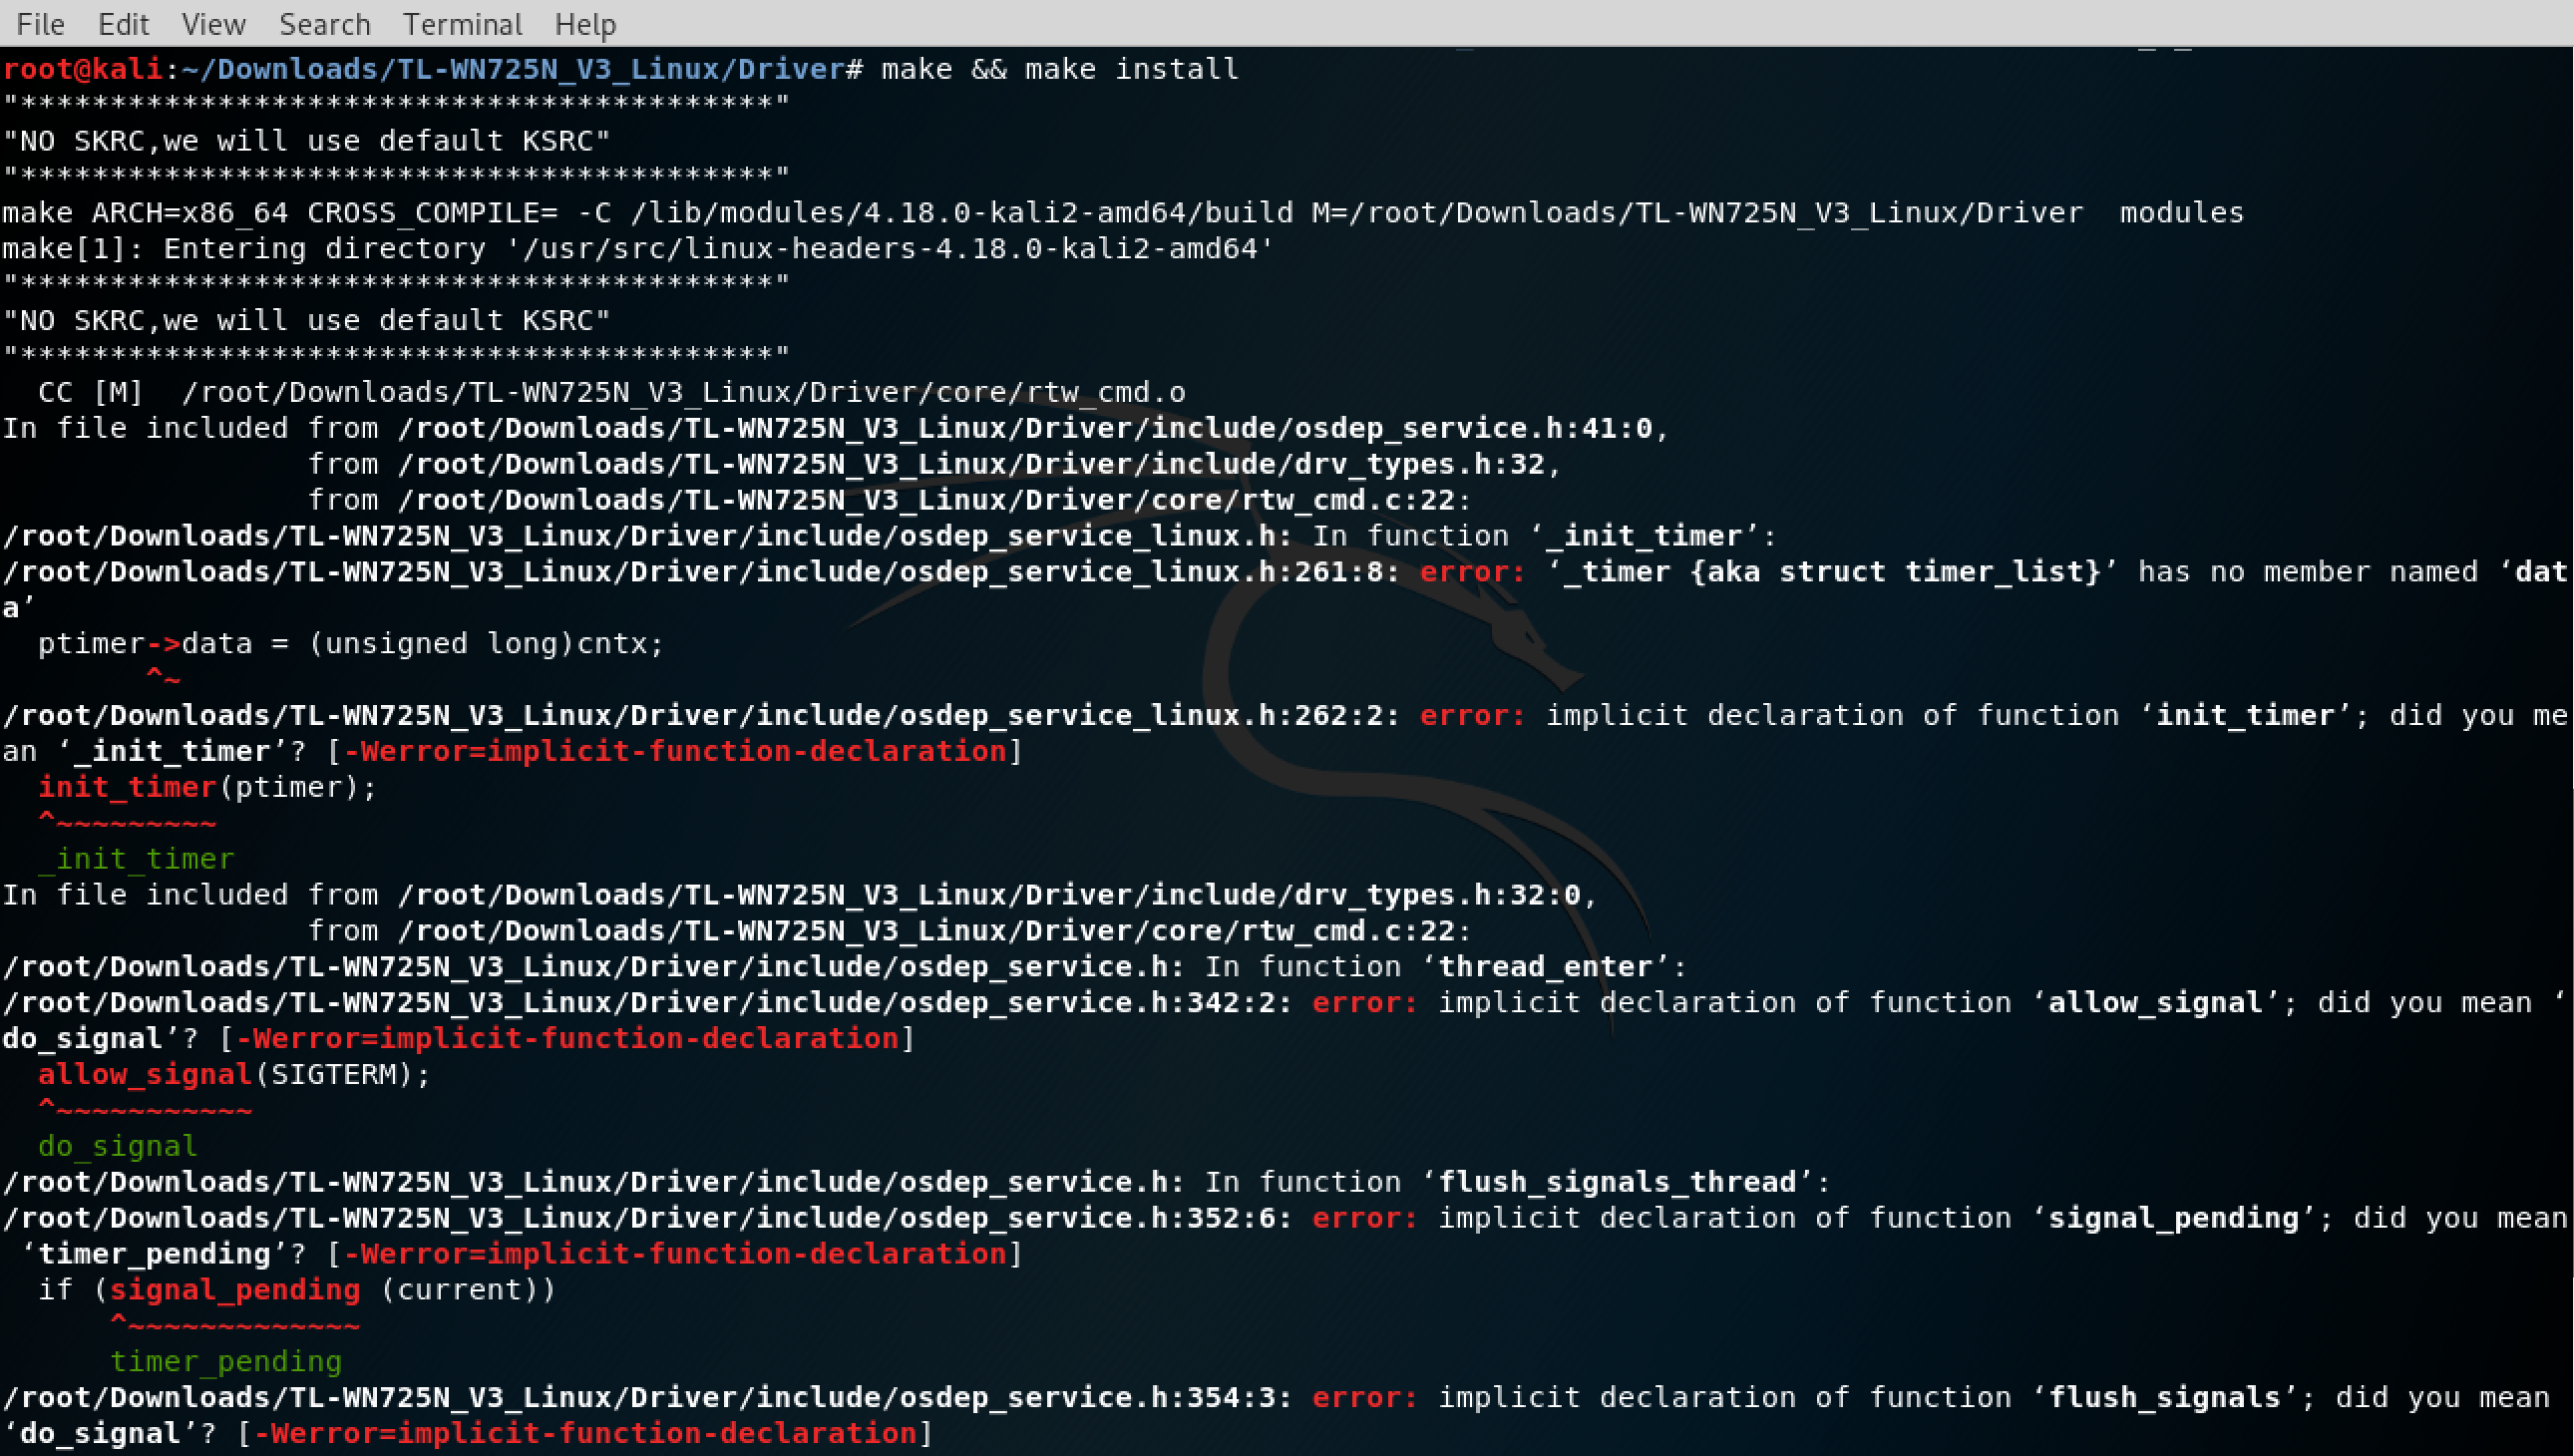 File Edit View Search Terminal Help
root@kali:~/Downloads/TL-WN725N_V3_Linux/Driver# make && make install
"******************************************"
"NO SKRC,we will use default KSRC"
"******************************************"
make ARCH=x86_64 CROSS_COMPILE= -C /lib/modules/4.18.0-kali2-amd64/build M=/root/Downloads/TL-WN725N_V3_Linux/Driver  modules
make[1]: Entering directory '/usr/src/linux-headers-4.18.0-kali2-amd64'
"******************************************"
"NO SKRC,we will use default KSRC"
"******************************************"
  CC [M]  /root/Downloads/TL-WN725N_V3_Linux/Driver/core/rtw_cmd.o
In file included from /root/Downloads/TL-WN725N_V3_Linux/Driver/include/osdep_service.h:41:0,
                 from /root/Downloads/TL-WN725N_V3_Linux/Driver/include/drv_types.h:32,
                 from /root/Downloads/TL-WN725N_V3_Linux/Driver/core/rtw_cmd.c:22:
/root/Downloads/TL-WN725N_V3_Linux/Driver/include/osdep_service_linux.h: In function ‘_init_timer’:
/root/Downloads/TL-WN725N_V3_Linux/Driver/include/osdep_service_linux.h:261:8: error: ‘_timer {aka struct timer_list}’ has no member named ‘dat
a’
  ptimer->data = (unsigned long)cntx;
        ^~
/root/Downloads/TL-WN725N_V3_Linux/Driver/include/osdep_service_linux.h:262:2: error: implicit declaration of function ‘init_timer’; did you me
an ‘_init_timer’? [-Werror=implicit-function-declaration]
  init_timer(ptimer);
  ^~~~~~~~~~
  _init_timer
In file included from /root/Downloads/TL-WN725N_V3_Linux/Driver/include/drv_types.h:32:0,
                 from /root/Downloads/TL-WN725N_V3_Linux/Driver/core/rtw_cmd.c:22:
/root/Downloads/TL-WN725N_V3_Linux/Driver/include/osdep_service.h: In function ‘thread_enter’:
/root/Downloads/TL-WN725N_V3_Linux/Driver/include/osdep_service.h:342:2: error: implicit declaration of function ‘allow_signal’; did you mean ‘
do_signal’? [-Werror=implicit-function-declaration]
  allow_signal(SIGTERM);
  ^~~~~~~~~~~~
  do_signal
/root/Downloads/TL-WN725N_V3_Linux/Driver/include/osdep_service.h: In function ‘flush_signals_thread’:
/root/Downloads/TL-WN725N_V3_Linux/Driver/include/osdep_service.h:352:6: error: implicit declaration of function ‘signal_pending’; did you mean
 ‘timer_pending’? [-Werror=implicit-function-declaration]
  if (signal_pending (current))
      ^~~~~~~~~~~~~~
      timer_pending
/root/Downloads/TL-WN725N_V3_Linux/Driver/include/osdep_service.h:354:3: error: implicit declaration of function ‘flush_signals’; did you mean
‘do_signal’? [-Werror=implicit-function-declaration]